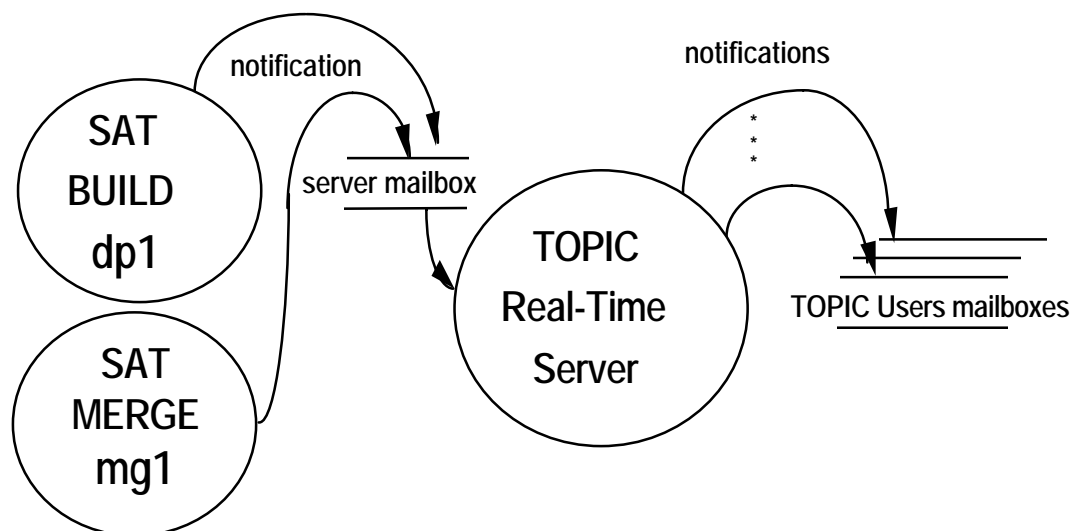 notification
SAT
BUILD
dp1
server mailbox
SAT
MERGE
mg1
TOPIC
Real-Time
Server
notifications
*
*
*
TOPIC Users mailboxes